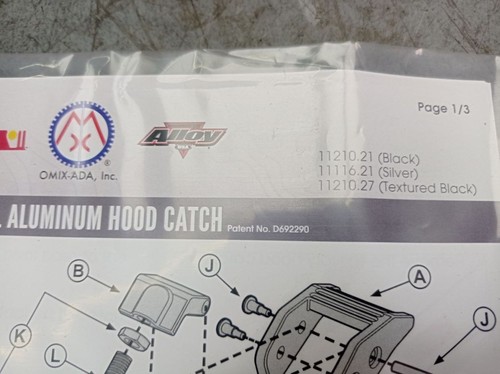 Page 1/3
Alloy
USA
OMIX-ADA, Inc.
11210.21 (Black)
11116.21 (Silver)
11210.27 (Textured Black)
ALUMINUM HOOD CATCH Patent No. D692290
B
J
A
K
J
L